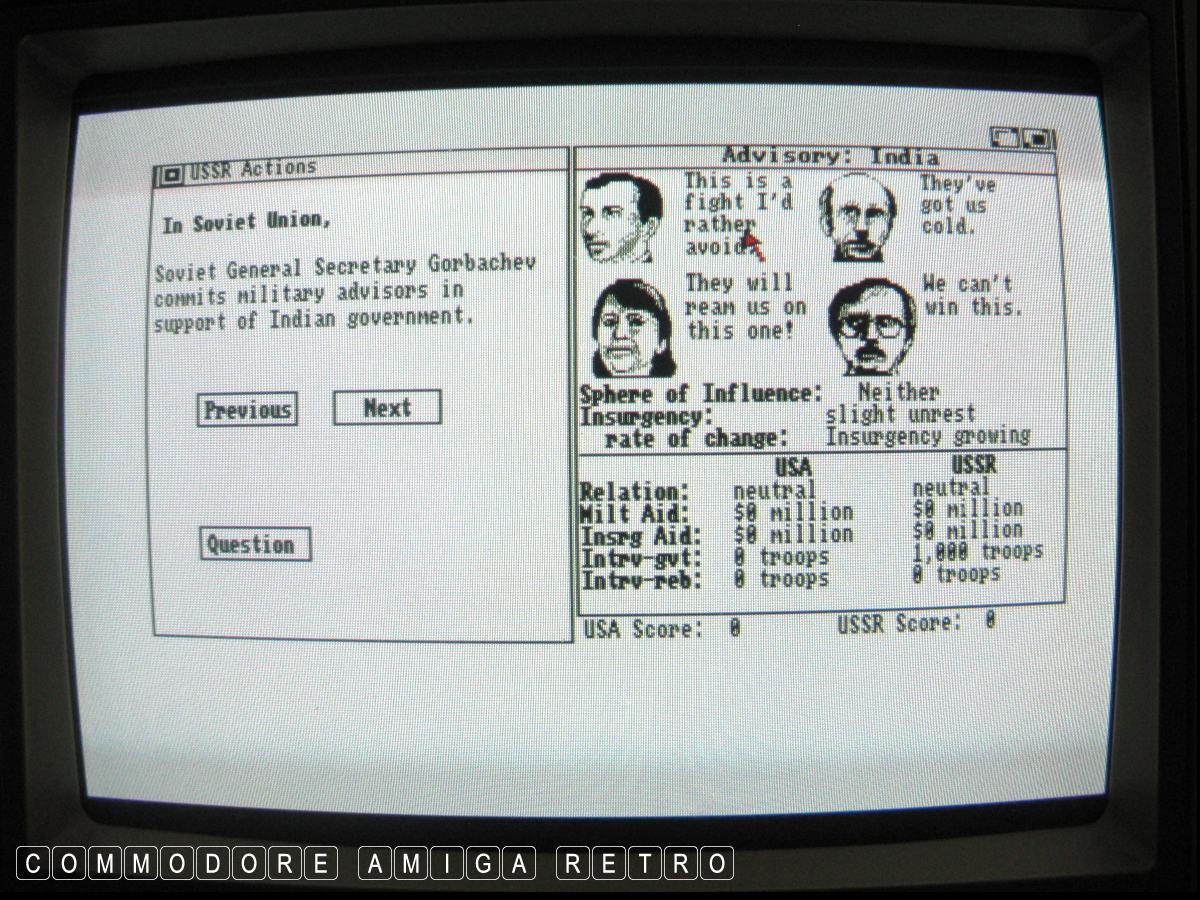 USSR Actions
In Soviet Union,
Soviet General Secretary Gorbachev
commits military advisors in
support of Indian government.
Previous
Next
Question
Advisory: India
This is a
fight I'd
rather
avoid.
They've
got us
cold.
They will
ream us on
this one!
We can't
win this.
Sphere of Influence: Neither
Insurgency: slight unrest
rate of change: Insurgency growing
USA USSR
Relation: neutral neutral
Milt Aid: $0 million $0 million
Insrg Aid: $0 million $0 million
Intrv-gvt: 0 troops 1,000 troops
Intrv-reb: 0 troops 0 troops
USA Score: 0 USSR Score: 0
COMMODORE AMIGA RETRO